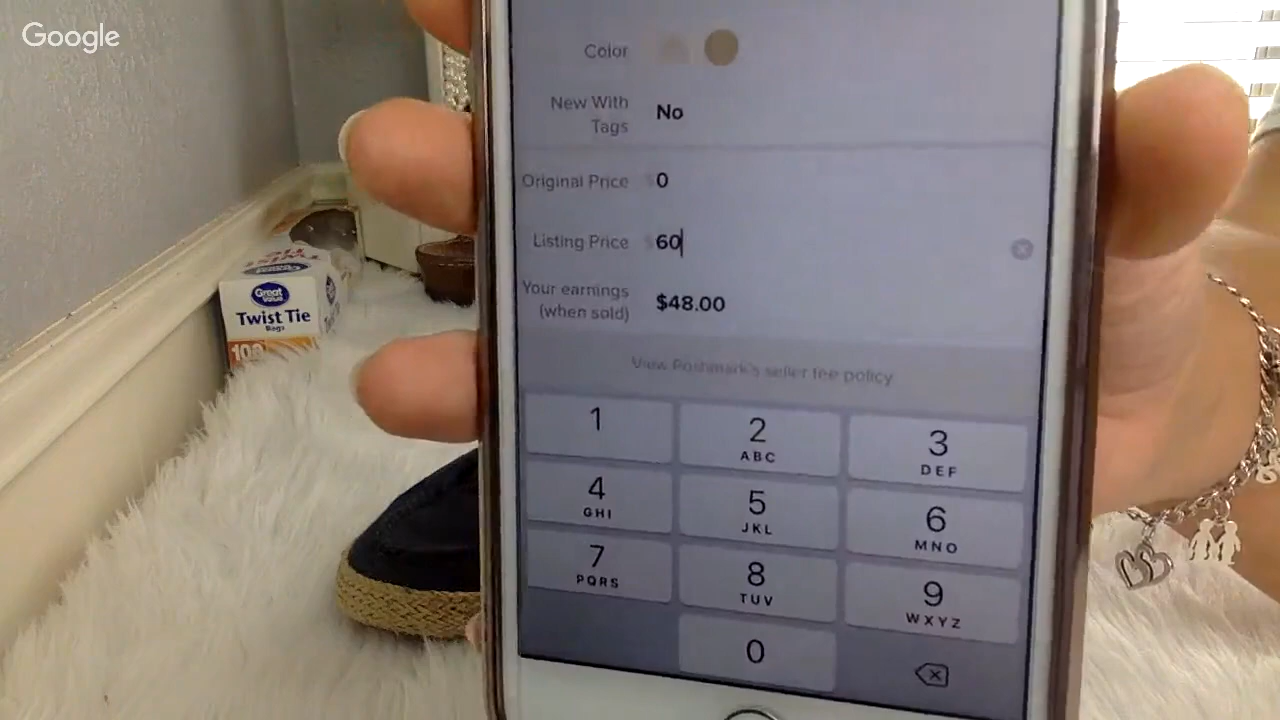 Google
Color
New With
Tags
No
Original Price
$0
Listing Price
$60
Your earnings
(when sold)
$48.00
View Poshmark's seller fee policy
1
2
ABC
3
DEF
4
GHI
5
JKL
6
MNO
7
PQRS
8
TUV
9
WXYZ
0
Great
Value
Twist Tie
Bags
100